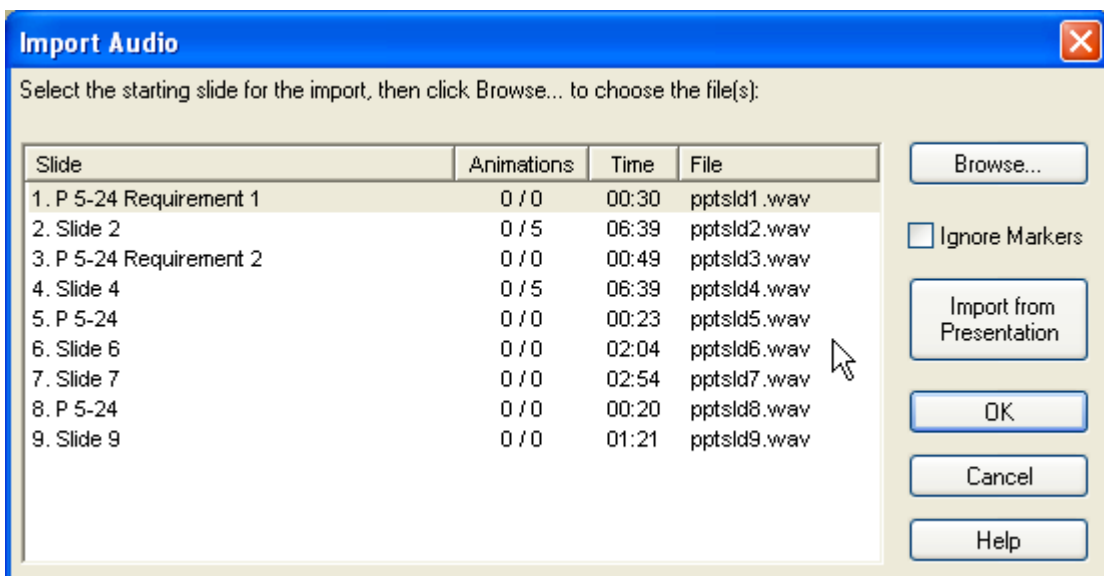 Import Audio
Select the starting slide for the import, then click Browse... to choose the file(s):
Slide Animations Time File
1. P 5-24 Requirement 1 0 / 0 00:30 pptsld1.wav
2. Slide 2 0 / 5 06:39 pptsld2.wav
3. P 5-24 Requirement 2 0 / 0 00:49 pptsld3.wav
4. Slide 4 0 / 5 06:39 pptsld4.wav
5. P 5-24 0 / 0 00:23 pptsld5.wav
6. Slide 6 0 / 0 02:04 pptsld6.wav
7. Slide 7 0 / 0 02:54 pptsld7.wav
8. P 5-24 0 / 0 00:20 pptsld8.wav
9. Slide 9 0 / 0 01:21 pptsld9.wav
Browse...
Ignore Markers
Import from
Presentation
OK
Cancel
Help